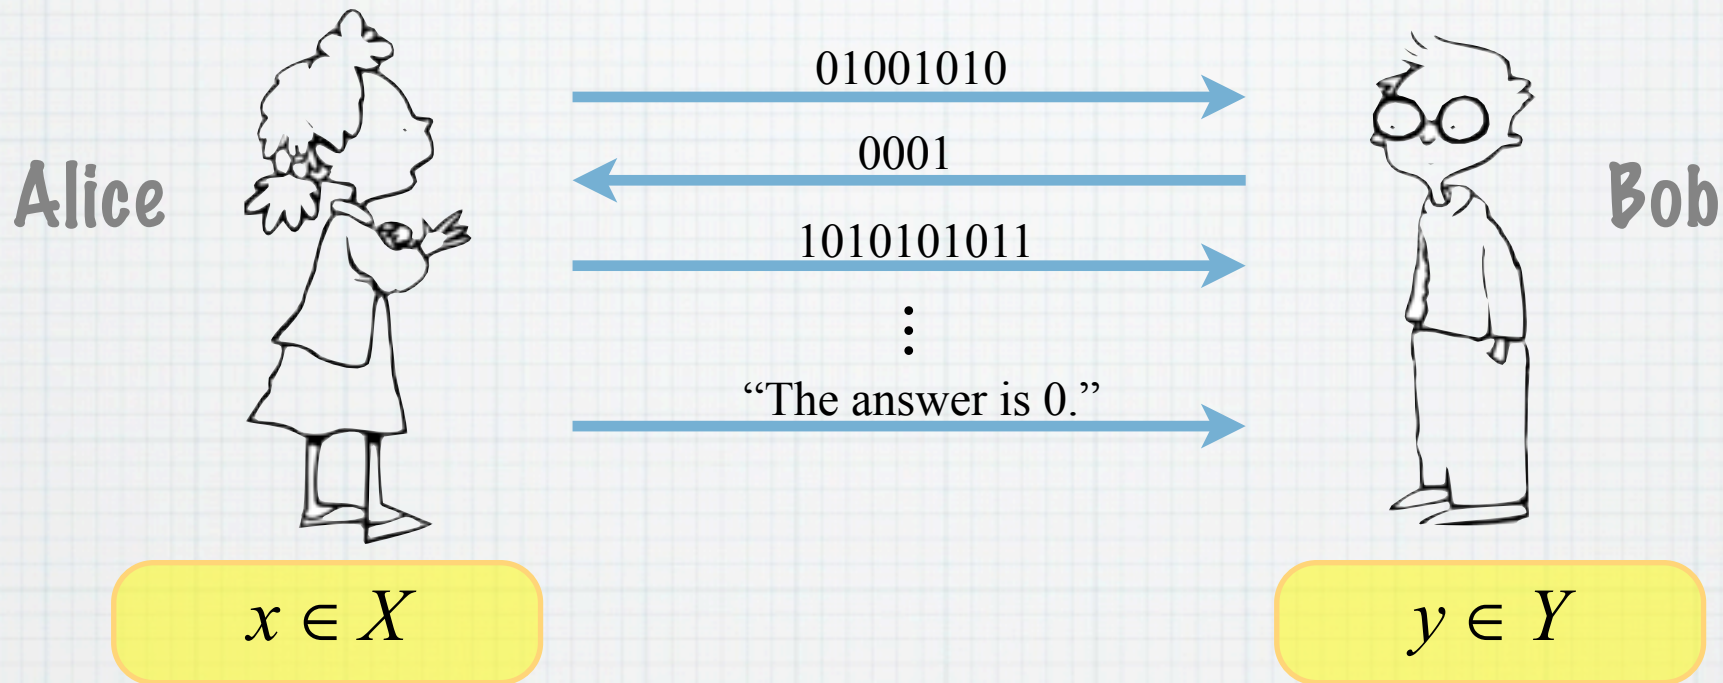 01001010
0001
Alice
Bob
1010101011
⋮
“The answer is 0.”
x ∈ X
y ∈ Y